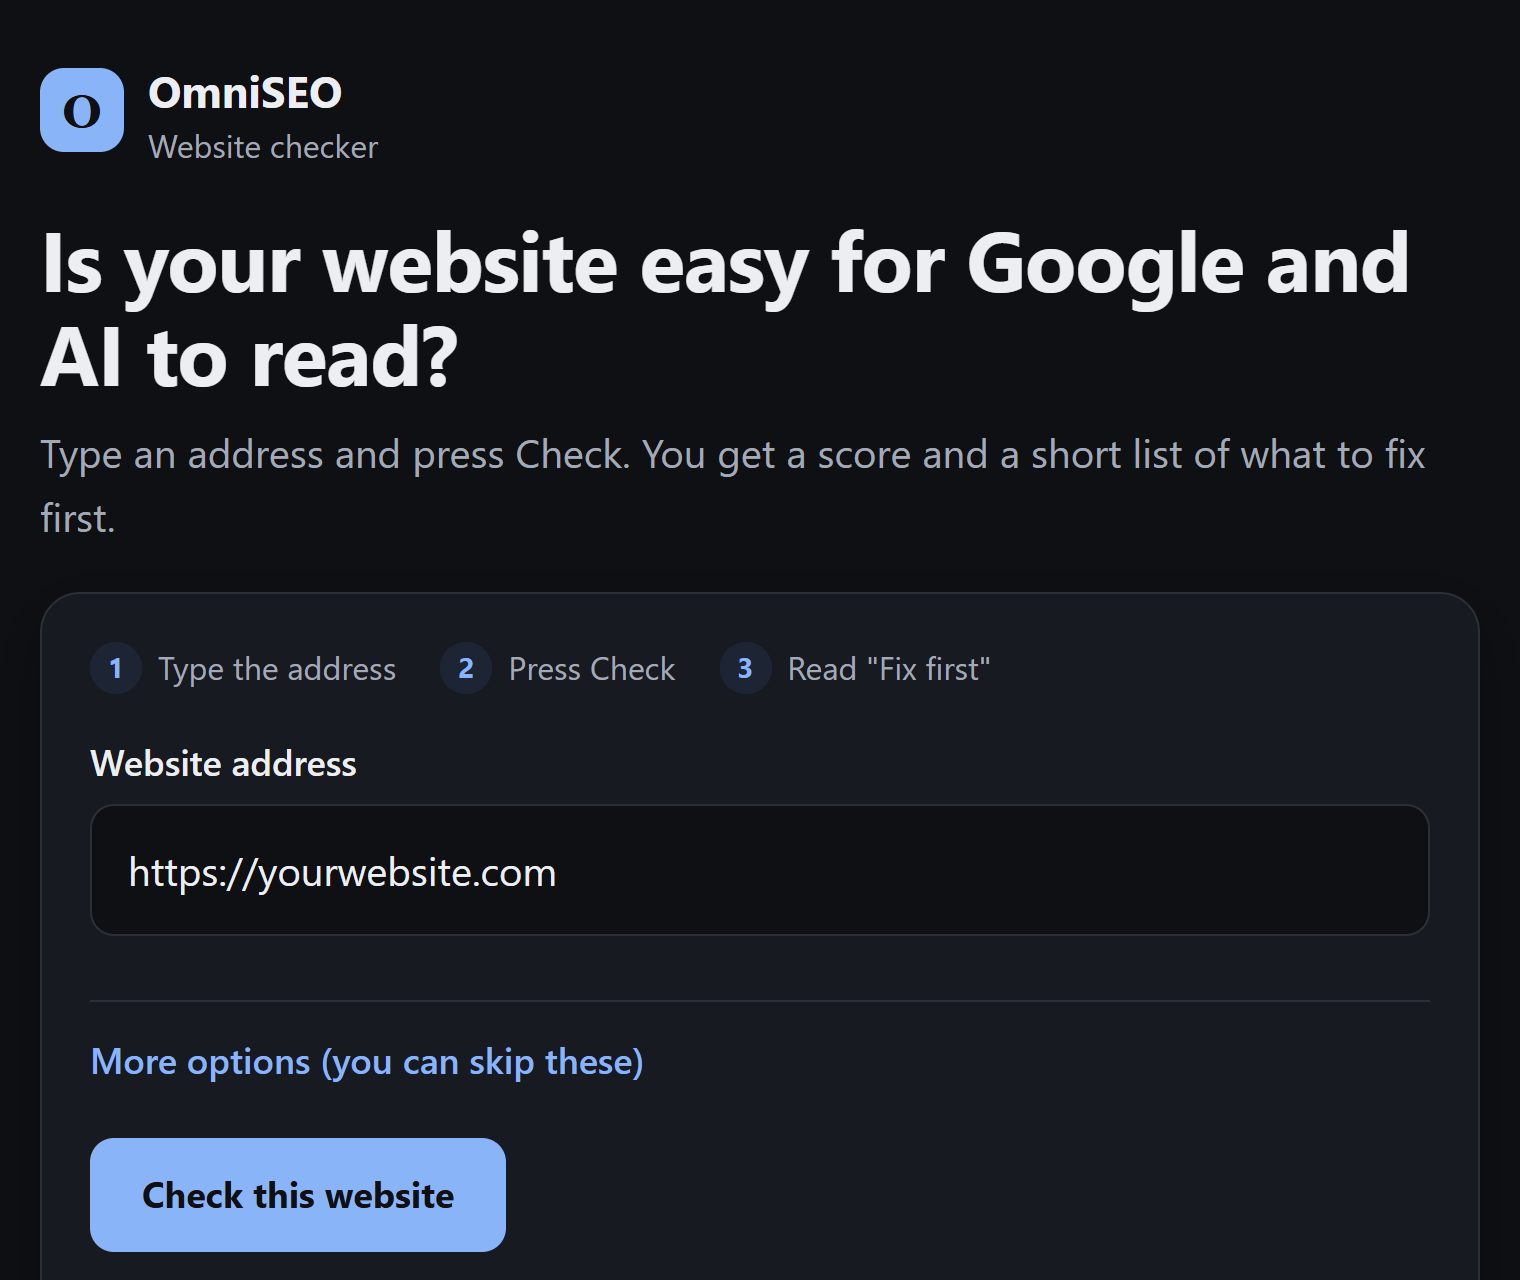 O
OmniSEO
Website checker
Is your website easy for Google and
AI to read?
Type an address and press Check. You get a score and a short list of what to fix
first.
1 Type the address 2 Press Check 3 Read "Fix first"
Website address
https://yourwebsite.com
More options (you can skip these)
Check this website